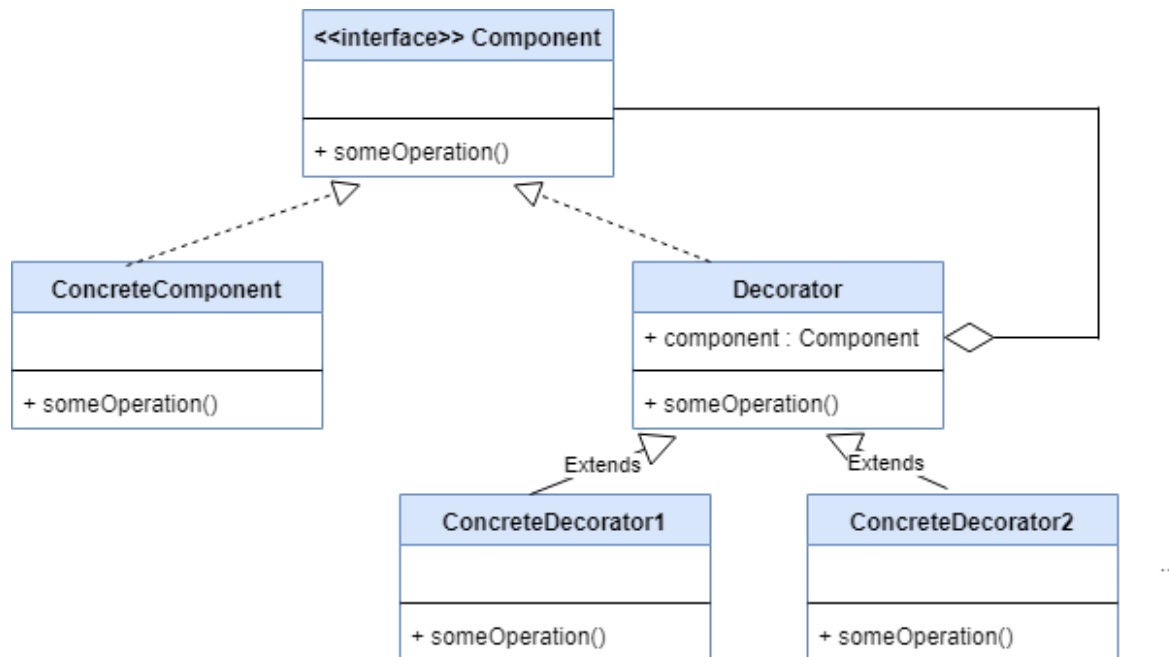 <<interface>> Component
+ someOperation()
ConcreteComponent
+ someOperation()
Decorator
+ component : Component
+ someOperation()
Extends
Extends
ConcreteDecorator1
+ someOperation()
ConcreteDecorator2
+ someOperation()
..